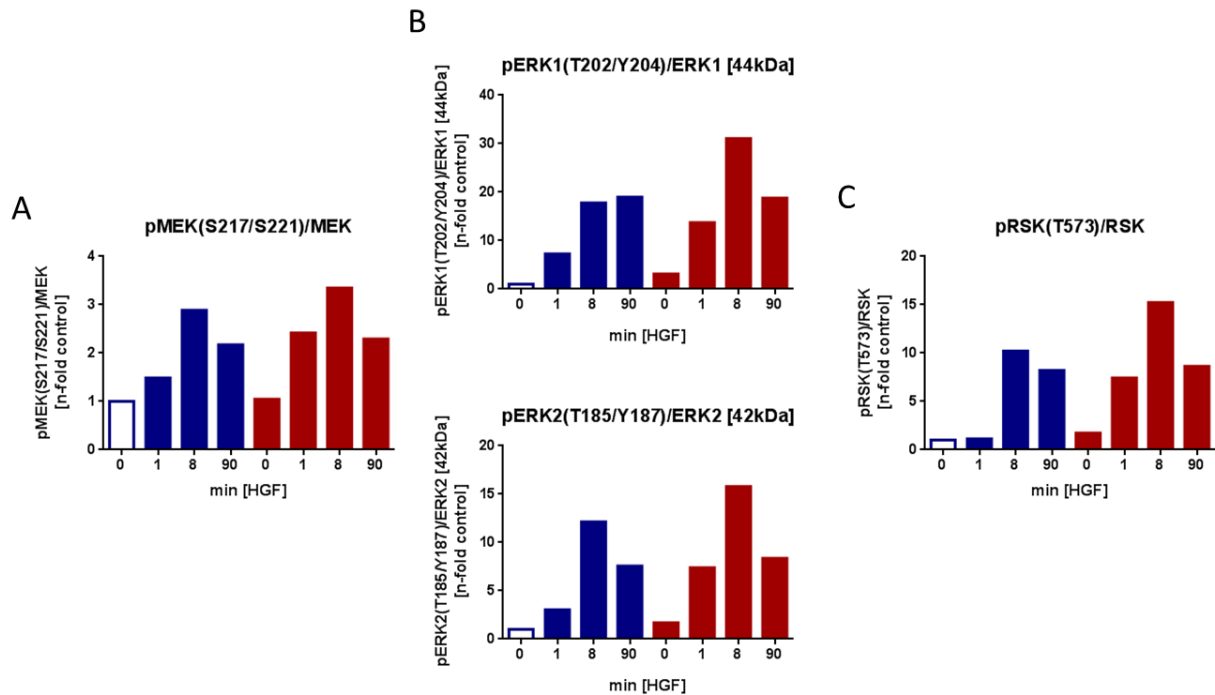 A
pMEK(S217/S221)/MEK
pMEK(S217/S221)/MEK
[n-fold control]
4
3
2
1
0
0 1 8 90 0 1 8 90
min [HGF]
B
pERK1(T202/Y204)/ERK1 [44kDa]
pERK1(T202/Y204)/ERK1 [44kDa]
[n-fold control]
40
30
20
10
0
0 1 8 90 0 1 8 90
min [HGF]
pERK2(T185/Y187)/ERK2 [42kDa]
pERK2(T185/Y187)/ERK2 [42kDa]
[n-fold control]
20
15
10
5
0
0 1 8 90 0 1 8 90
min [HGF]
C
pRSK(T573)/RSK
pRSK(T573)/RSK
[n-fold control]
20
15
10
5
0
0 1 8 90 0 1 8 90
min [HGF]